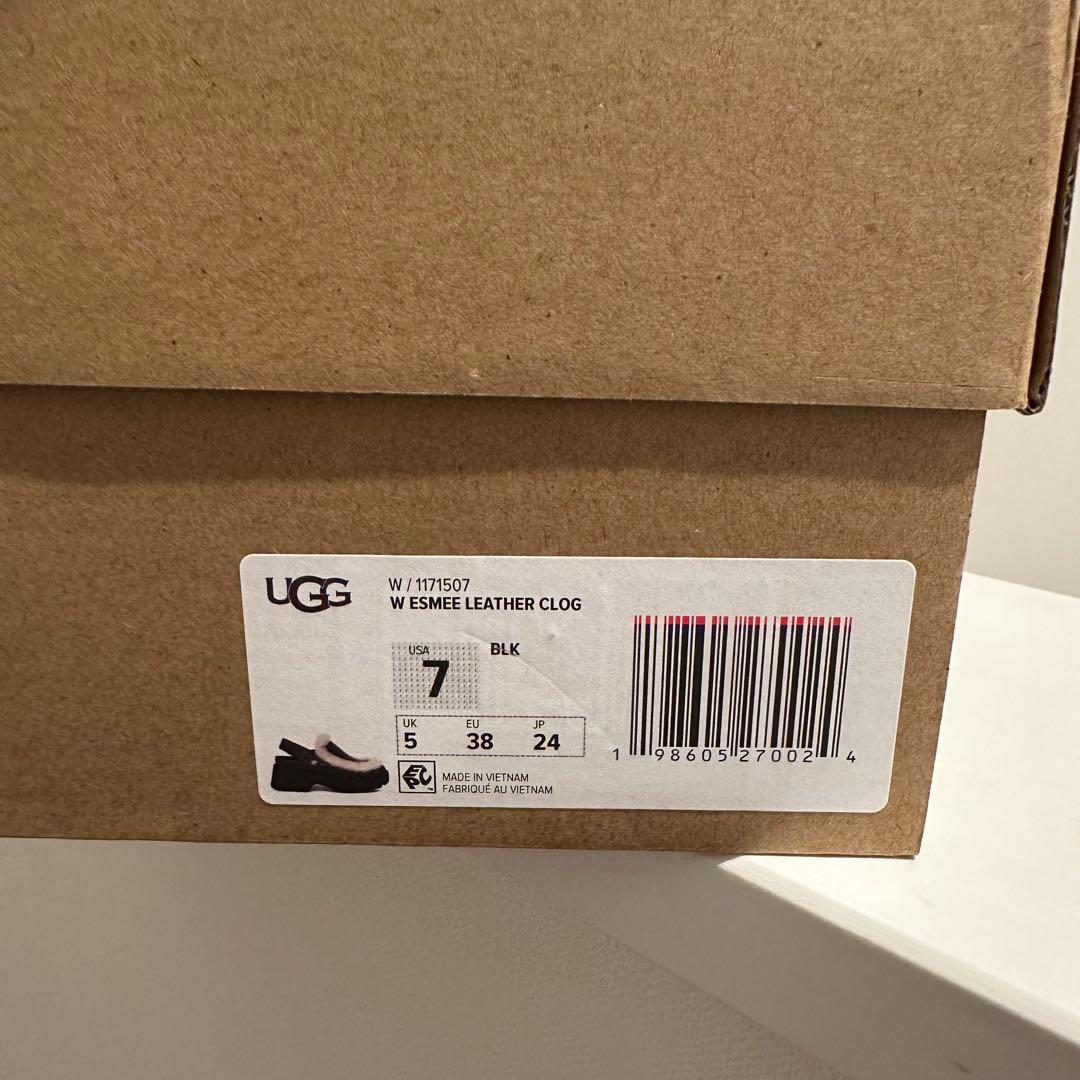 UGG
W / 1171507
W ESMEE LEATHER CLOG
USA
7
BLK
UK EU JP
5 38 24
EPC™
MADE IN VIETNAM
FABRIQUÉ AU VIETNAM
1 98605 27002 4